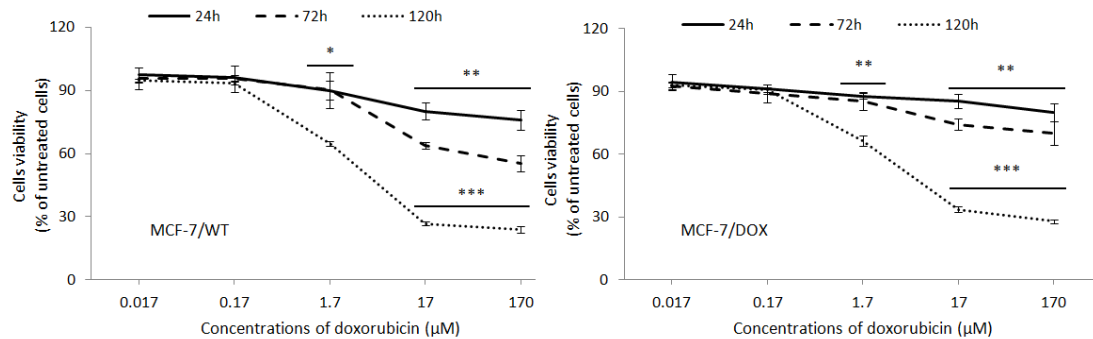 24h 72h 120h
120
90
60
30
0
*
**
***
MCF-7/WT
Cells viability
(% of untreated cells)
0.017 0.17 1.7 17 170
Concentrations of doxorubicin (µM)
24h 72h 120h
120
90
60
30
0
**
**
***
MCF-7/DOX
Cells viability
(% of untreated cells)
0.017 0.17 1.7 17 170
Concentrations of doxorubicin (µM)